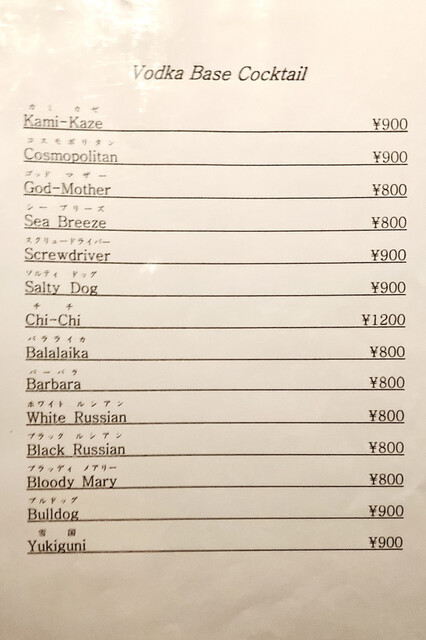 Vodka Base Cocktail
カミ カゼ
Kami-Kaze ¥900
コスモポリタン
Cosmopolitan ¥900
ゴッド マザー
God-Mother ¥800
シー ブリーズ
Sea Breeze ¥800
スクリュードライバー
Screwdriver ¥900
ソルティ ドッグ
Salty Dog ¥900
チ チ
Chi-Chi ¥1200
バラライカ
Balalaika ¥800
バーバラ
Barbara ¥800
ホワイト ルシアン
White Russian ¥800
ブラック ルシアン
Black Russian ¥800
ブラッディ メアリー
Bloody Mary ¥800
ブルドッグ
Bulldog ¥900
雪 国
Yukiguni ¥900